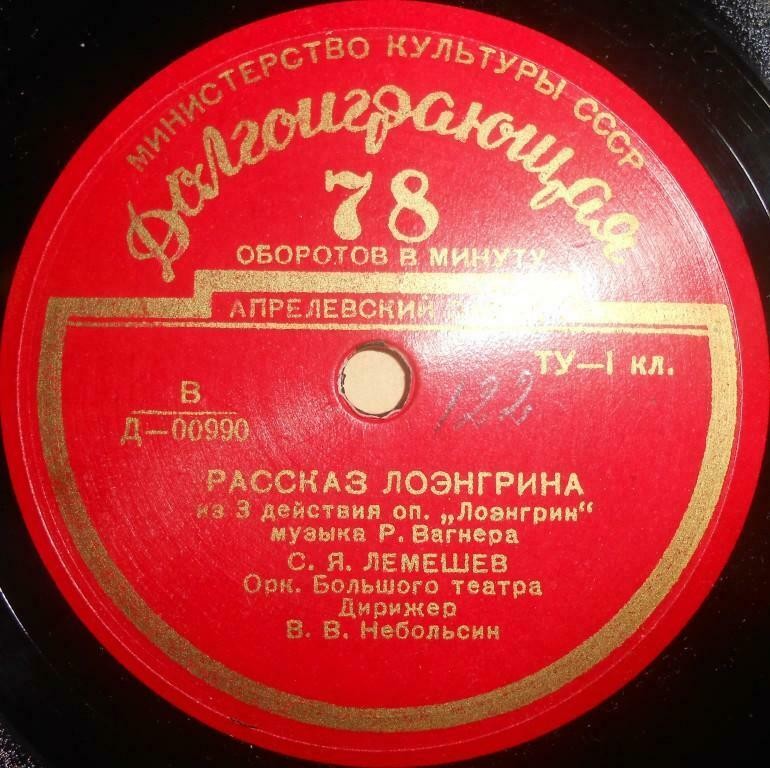 МИНИСТЕРСТВО КУЛЬТУРЫ СССР
Долгоиграющая
78
ОБОРОТОВ В МИНУТУ
АПРЕЛЕВСКИЙ
ТУ—I кл.
В
Д—00990
122
РАССКАЗ ЛОЭНГРИНА
из 3 действия оп. „Лоэнгрин"
музыка Р. Вагнера
С. Я. ЛЕМЕШЕВ
Орк. Большого театра
Дирижер
В. В. Небольсин